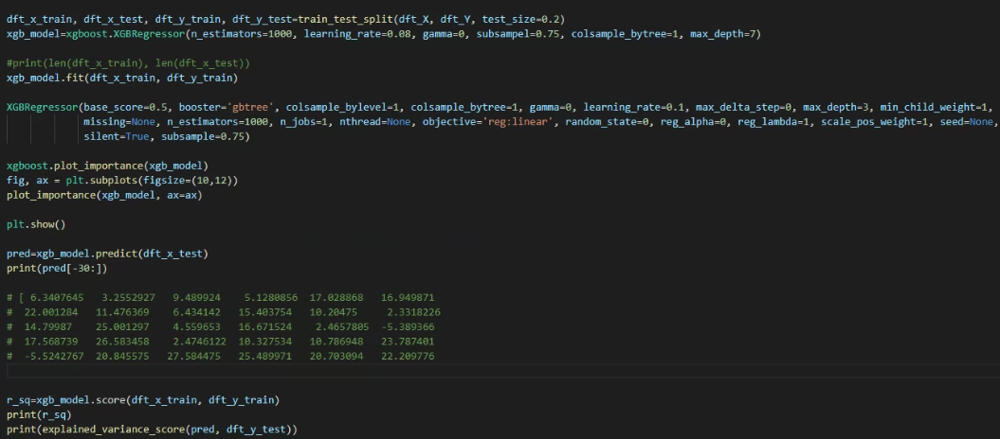 dft_x_train, dft_x_test, dft_y_train, dft_y_test=train_test_split(dft_X, dft_Y, test_size=0.2)
xgb_model=xgboost.XGBRegressor(n_estimators=1000, learning_rate=0.08, gamma=0, subsampel=0.75, colsample_bytree=1, max_depth=7)
#print(len(dft_x_train), len(dft_x_test))
xgb_model.fit(dft_x_train, dft_y_train)
XGBRegressor(base_score=0.5, booster='gbtree', colsample_bylevel=1, colsample_bytree=1, gamma=0, learning_rate=0.1, max_delta_step=0, max_depth=3, min_child_weight=1,
missing=None, n_estimators=1000, n_jobs=1, nthread=None, objective='reg:linear', random_state=0, reg_alpha=0, reg_lambda=1, scale_pos_weight=1, seed=None,
silent=True, subsample=0.75)
xgboost.plot_importance(xgb_model)
fig, ax = plt.subplots(figsize=(10,12))
plot_importance(xgb_model, ax=ax)
plt.show()
pred=xgb_model.predict(dft_x_test)
print(pred[-30:])
# [ 6.3407645 3.2552927 9.489924 5.1280856 17.028868 16.949871
# 22.001284 11.476369 6.434142 15.403754 10.20475 2.3318226
# 14.79987 25.001297 4.559653 16.671524 2.4657805 -5.389366
# 17.568739 26.583458 2.4746122 10.327534 10.786948 23.787401
# -5.5242767 20.845575 27.584475 25.489971 20.703094 22.209776
r_sq=xgb_model.score(dft_x_train, dft_y_train)
print(r_sq)
print(explained_variance_score(pred, dft_y_test))